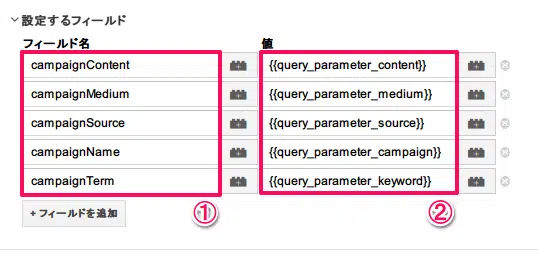 設定するフィールド
フィールド名 値
campaignContent {{query_parameter_content}}
campaignMedium {{query_parameter_medium}}
campaignSource {{query_parameter_source}}
campaignName {{query_parameter_campaign}}
campaignTerm {{query_parameter_keyword}}
+ フィールドを追加 ① ②